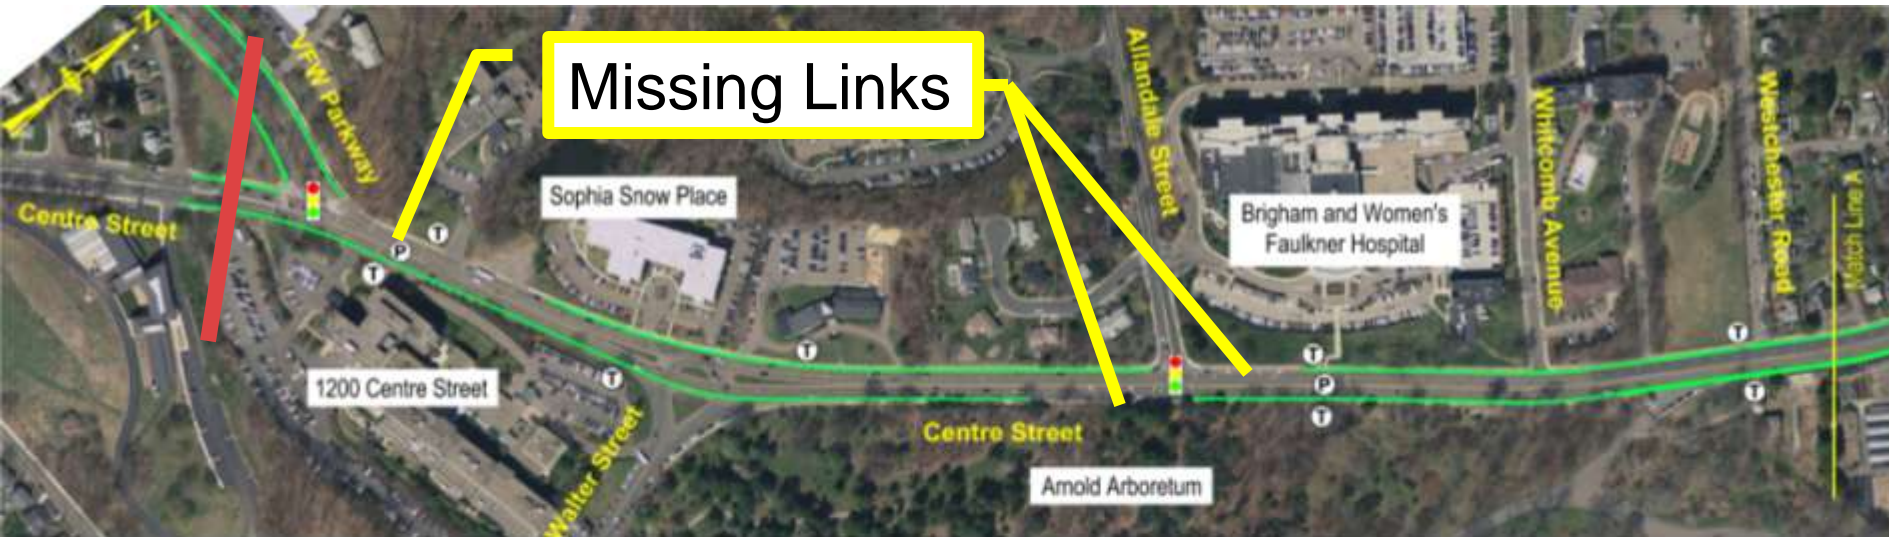 N
VFW Parkway
Missing Links
Allandale Street
Whitcomb Avenue
Westchester Road
Match Line A
Centre Street
Sophia Snow Place
Brigham and Women's
Faulkner Hospital
T
P
T
T
T
T
P
T
T
T
1200 Centre Street
Walter Street
Centre Street
Arnold Arboretum